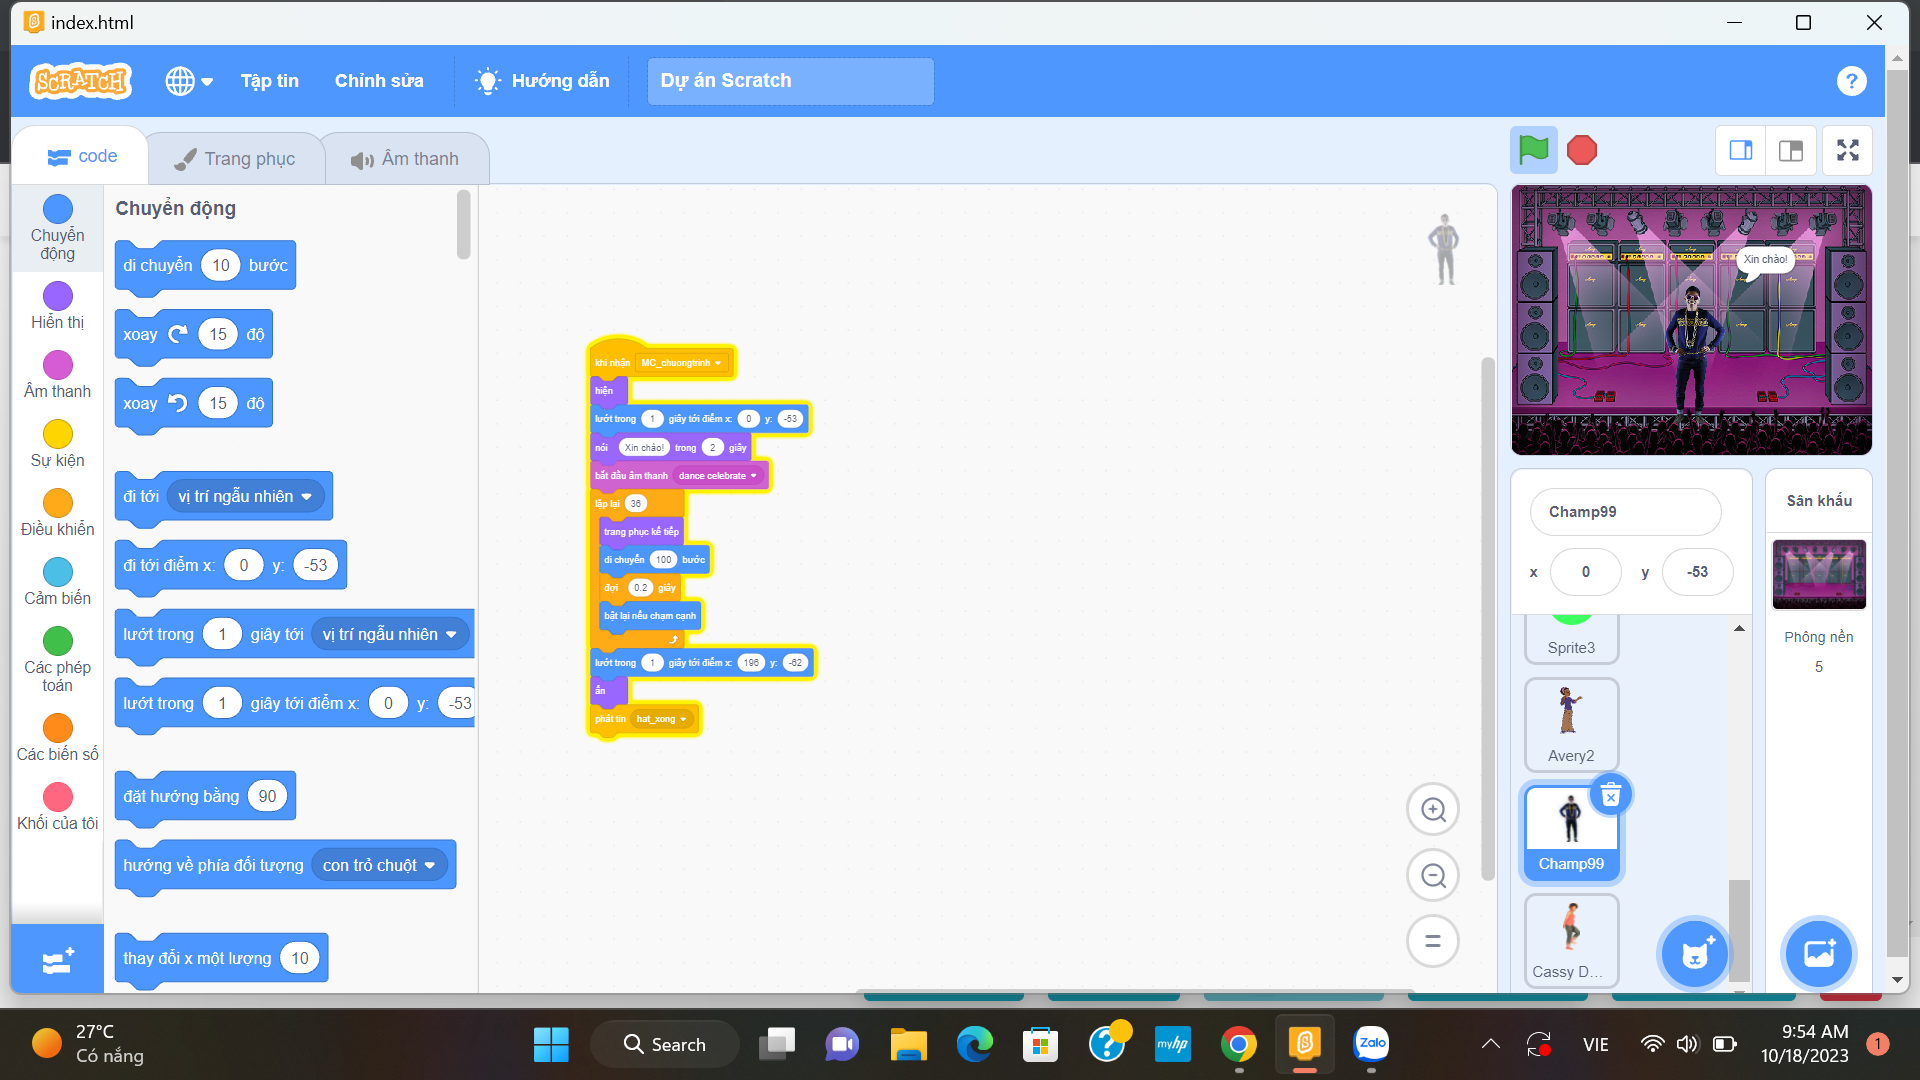 index.html
SCRATCH
Tập tin
Chỉnh sửa
Hướng dẫn
Dự án Scratch
?
code
Trang phục
Âm thanh
Chuyển động
Hiển thị
Âm thanh
Sự kiện
Điều khiển
Cảm biến
Các phép toán
Các biến số
Khối của tôi
Chuyển động
di chuyển 10 bước
xoay 15 độ
xoay 15 độ
đi tới vị trí ngẫu nhiên
đi tới điểm x: 0 y: -53
lướt trong 1 giây tới vị trí ngẫu nhiên
lướt trong 1 giây tới điểm x: 0 y: -53
đặt hướng bằng 90
hướng về phía đối tượng con trỏ chuột
thay đổi x một lượng 10
khi nhận MC_chuongtrinh
hiện
lướt trong 1 giây tới điểm x: 0 y: -53
nói Xin chảo! trong 2 giây
bắt đầu âm thanh dance celebrate
lặp lại 36
trang phục kế tiếp
di chuyển 100 bước
đợi 0.2 giây
bật lại nếu chạm cạnh
lướt trong 1 giây tới điểm x: 196 y: -62
ẩn
phát tin hat_xong
Xin chảo!
Champ99
x 0 y -53
Sprite3
Avery2
Champ99
Cassy D...
Sân khấu
Phông nền
5
27°C
Có nắng
Search
myhp
Zalo
VIE
9:54 AM
10/18/2023
1